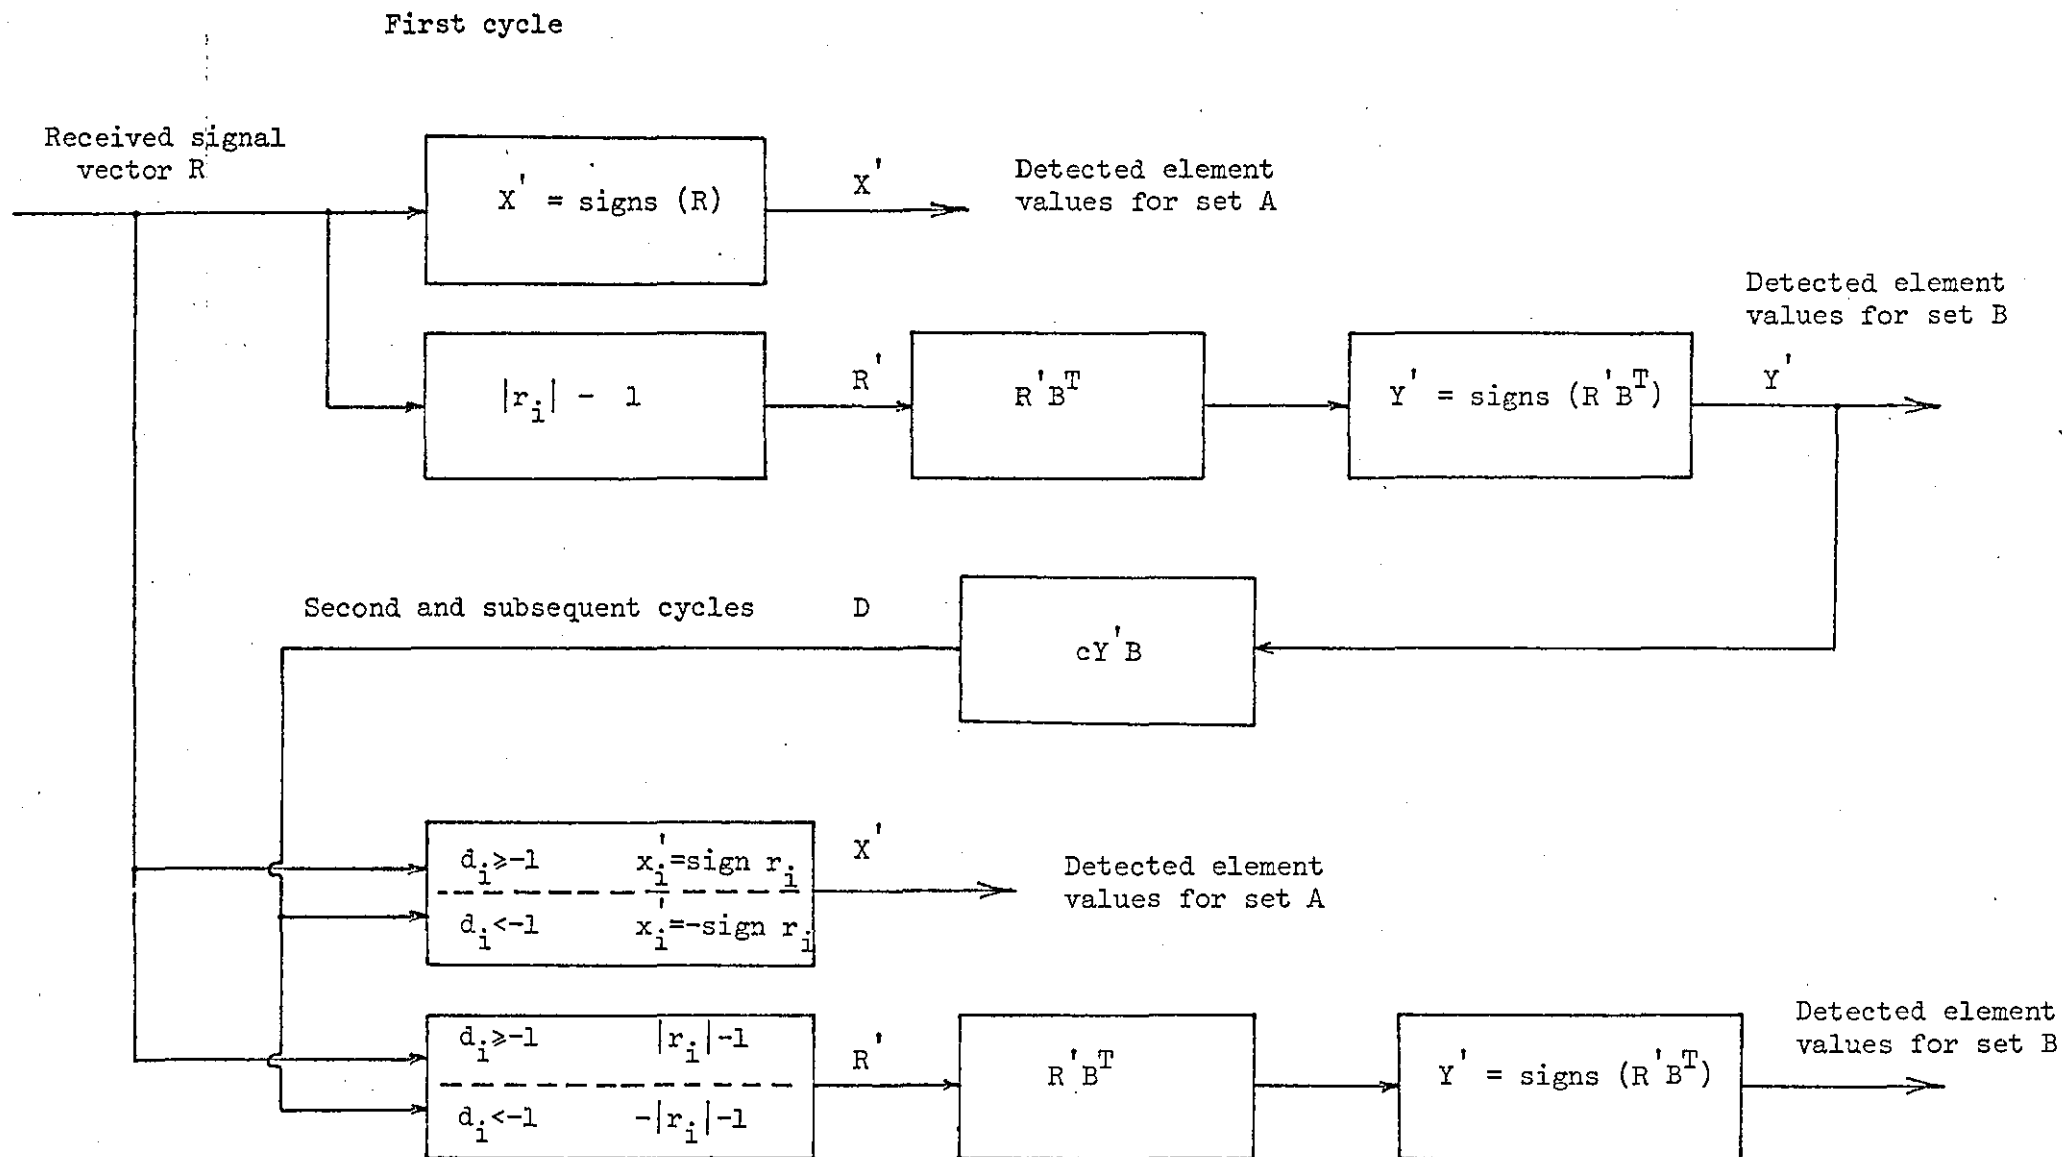 First cycle
Received signal
vector R
X' = signs (R)
X'
Detected element
values for set A
|r_i| - 1
R'
R'B^T
Y' = signs (R'B^T)
Y'
Detected element
values for set B
Second and subsequent cycles
D
cY'B
d_i⩾-1 x_i'=sign r_i
d_i<-1 x_i'=-sign r_i
X'
Detected element
values for set A
d_i⩾-1 |r_i|-1
d_i<-1 -|r_i|-1
R'
R'B^T
Y' = signs (R'B^T)
Detected element
values for set B